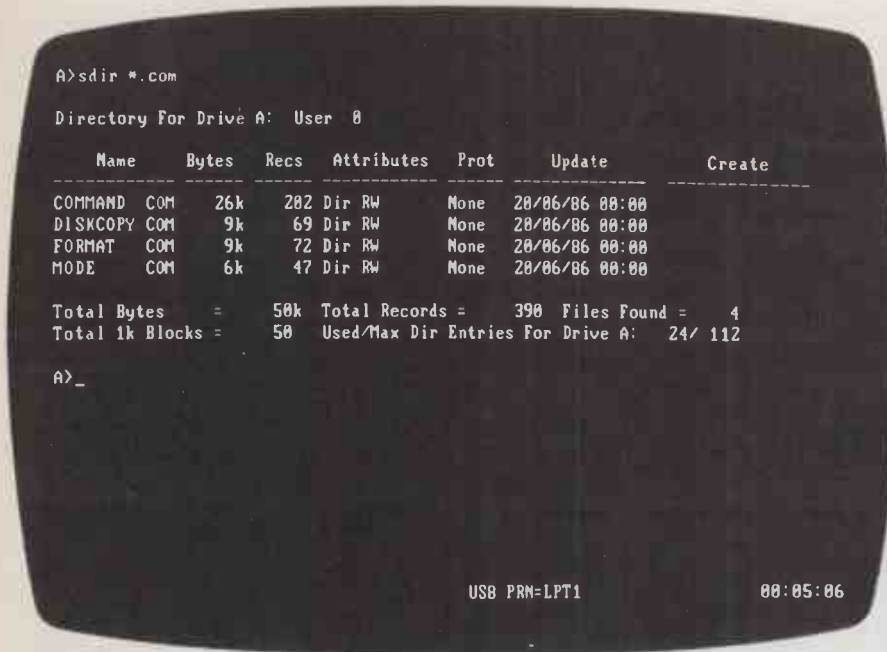 A>sdir *.com
Directory For Drive A: User 0
Name Bytes Recs Attributes Prot Update Create
------------ ------ ------ ------------ ------ -------------- --------------
COMMAND COM 26k 202 Dir RW None 20/06/86 00:00
DISKCOPY COM 9k 69 Dir RW None 20/06/86 00:00
FORMAT COM 9k 72 Dir RW None 20/06/86 00:00
MODE COM 6k 47 Dir RW None 20/06/86 00:00
Total Bytes = 50k Total Records = 390 Files Found = 4
Total 1k Blocks = 50 Used/Max Dir Entries For Drive A: 24/ 112
A>_
US0 PRN=LPT1 00:05:06